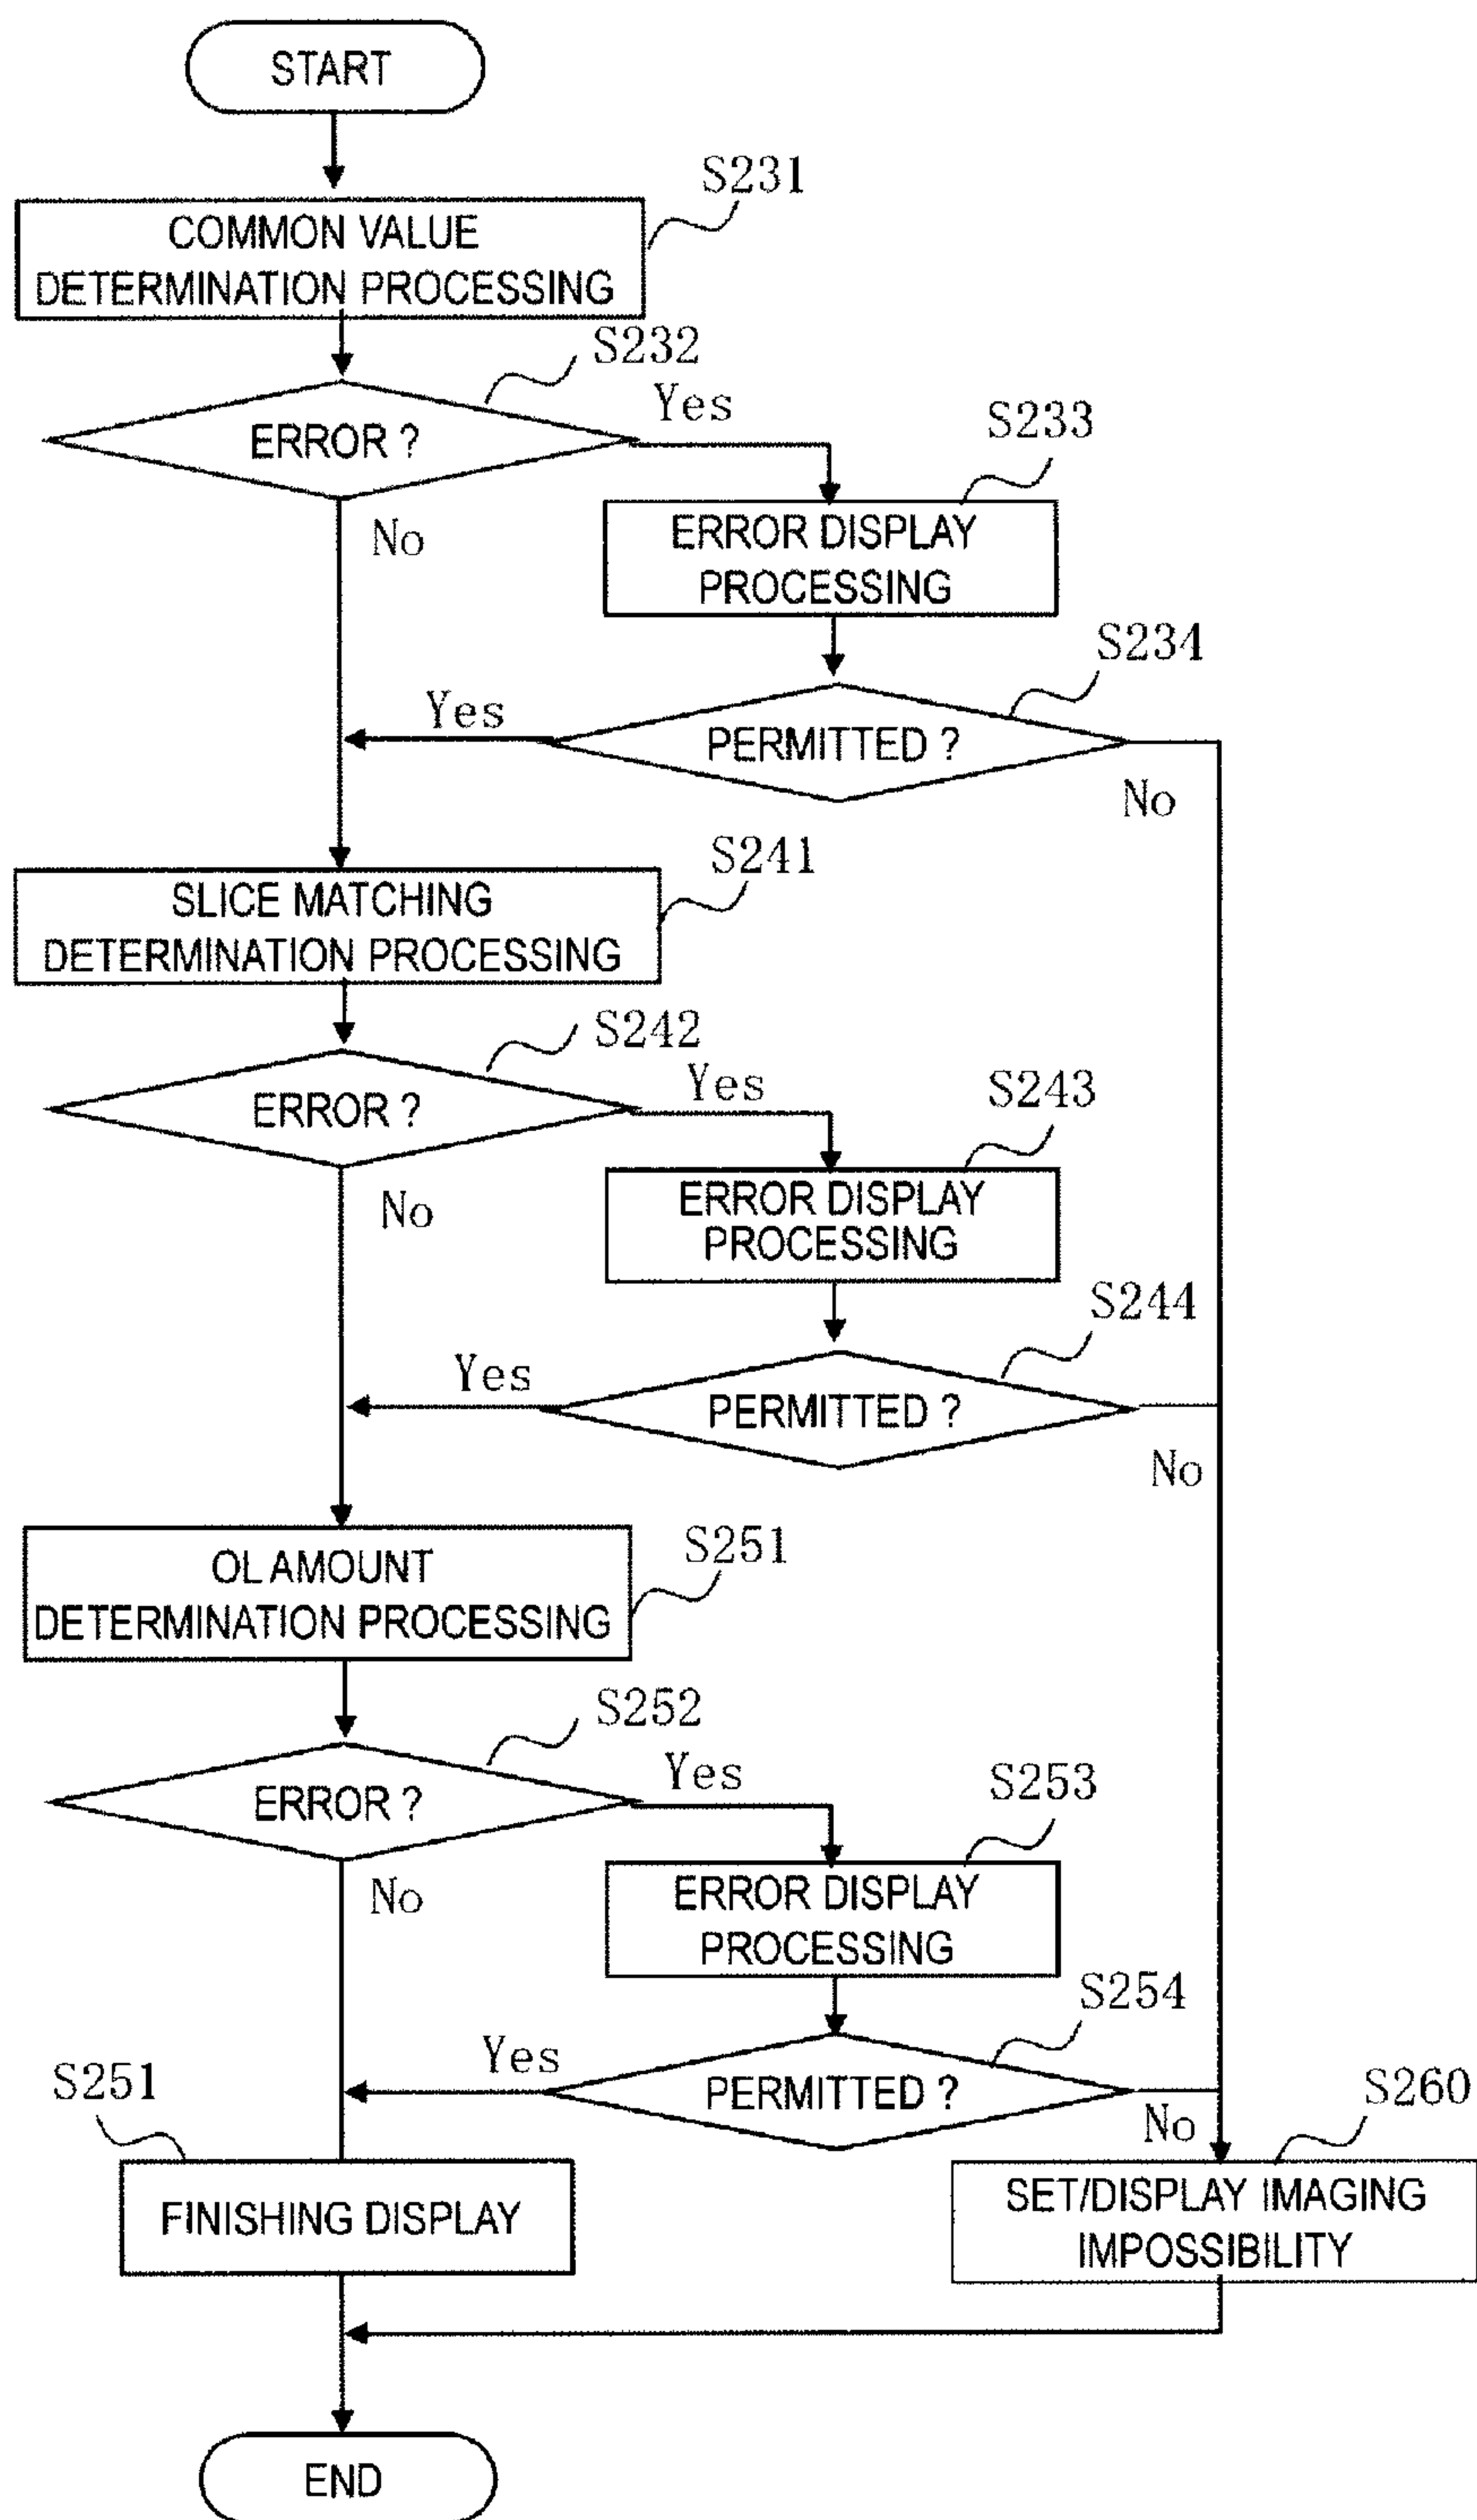 START
S231
COMMON VALUE
DETERMINATION PROCESSING
S232
ERROR ?
Yes
S233
No
ERROR DISPLAY
PROCESSING
S234
Yes
PERMITTED ?
No
S241
SLICE MATCHING
DETERMINATION PROCESSING
S242
ERROR ?
Yes
S243
No
ERROR DISPLAY
PROCESSING
S244
Yes
PERMITTED ?
No
S251
OL AMOUNT
DETERMINATION PROCESSING
S252
ERROR ?
Yes
S253
No
ERROR DISPLAY
PROCESSING
S254
Yes
PERMITTED ?
No
S251
S260
FINISHING DISPLAY
SET/DISPLAY IMAGING
IMPOSSIBILITY
END